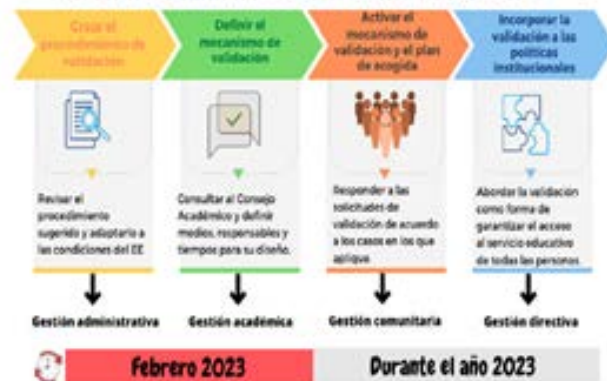 Crear el
procedimiento de
validación
Definir el
mecanismo de
validación
Activar el
mecanismo de
validación y el plan
de ecogida
Incorporar la
validación a las
políticas
institucionales
Revisar el
procedimiento
sugerido y adaptarlo a
las condiciones del EE
Consultar al Consejo
Académico y definir
medios, responsables y
tiempos para su diseño.
Responder a las
solicitudes de
validación de acuerdo
a los casos en los que
aplique
Abordar la validación
como forma de
garantizar el acceso
al servicio educativo
de todas las personas.
Gestión administrativa
Gestión académica
Gestión comunitaria
Gestión directiva
Febrero 2023
Durante el año 2023